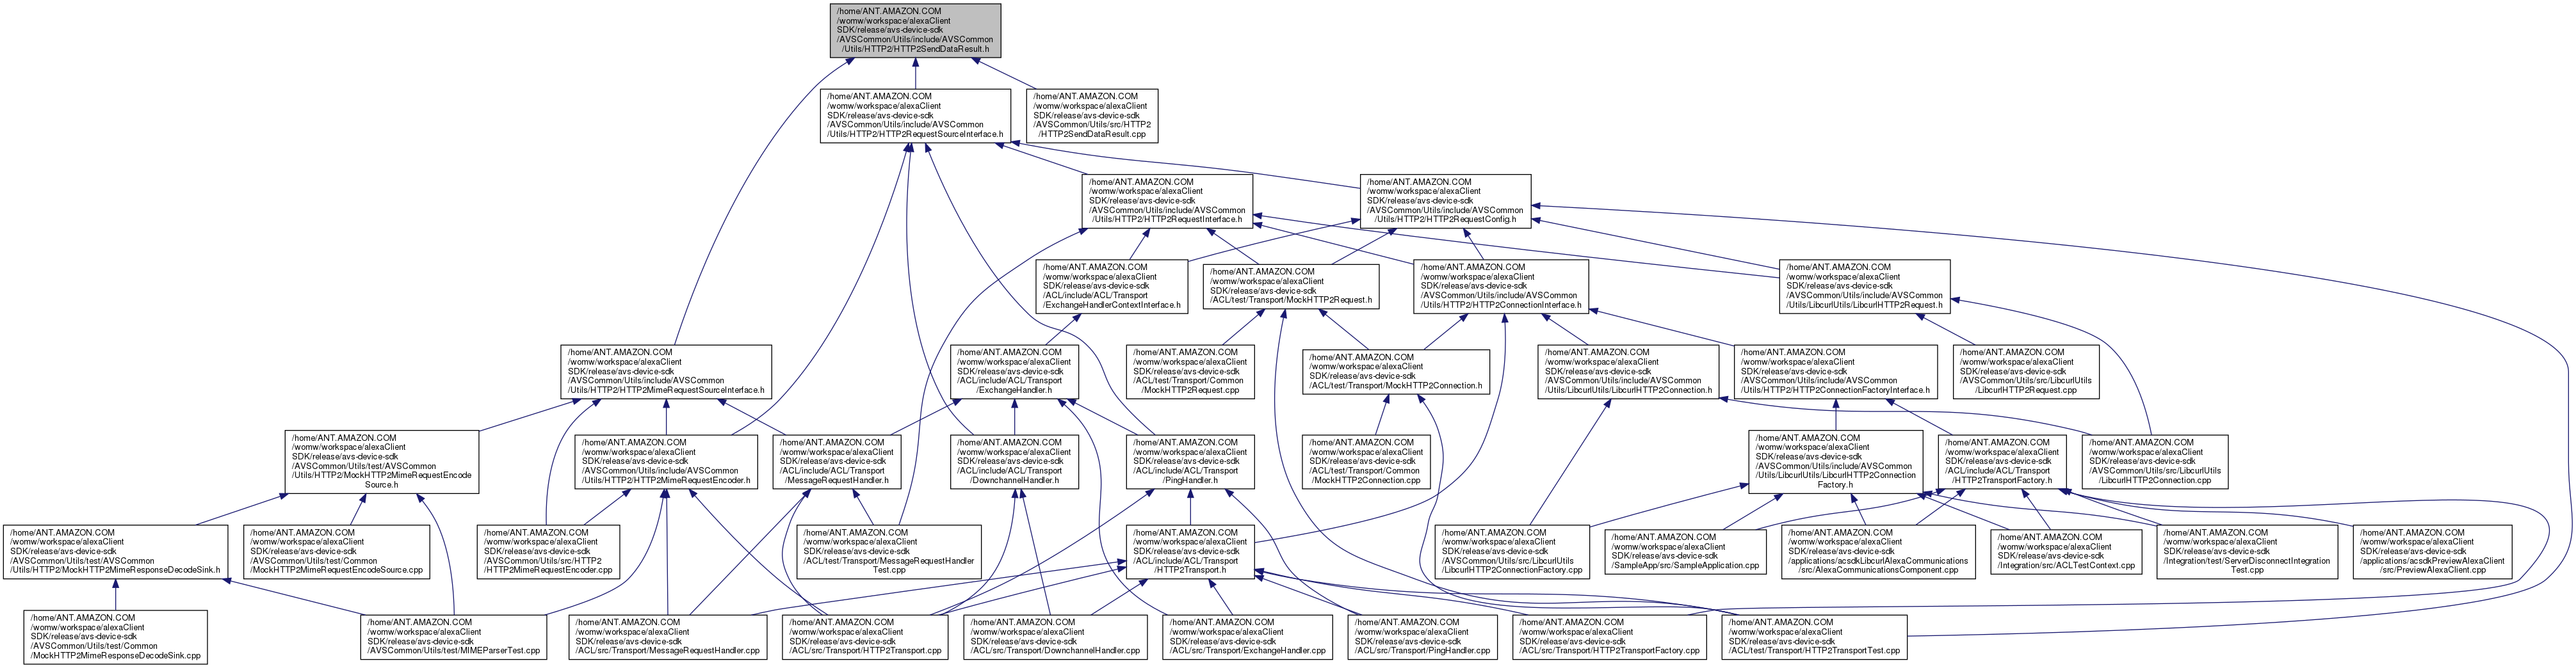 /home/ANT.AMAZON.COM
/womw/workspace/alexaClient
SDK/release/avs-device-sdk
/AVSCommon/Utils/include/AVSCommon
/Utils/HTTP2/HTTP2SendDataResult.h
/home/ANT.AMAZON.COM
/womw/workspace/alexaClient
SDK/release/avs-device-sdk
/AVSCommon/Utils/include/AVSCommon
/Utils/HTTP2/HTTP2RequestSourceInterface.h
/home/ANT.AMAZON.COM
/womw/workspace/alexaClient
SDK/release/avs-device-sdk
/AVSCommon/Utils/src/HTTP2
/HTTP2SendDataResult.cpp
/home/ANT.AMAZON.COM
/womw/workspace/alexaClient
SDK/release/avs-device-sdk
/AVSCommon/Utils/include/AVSCommon
/Utils/HTTP2/HTTP2RequestInterface.h
/home/ANT.AMAZON.COM
/womw/workspace/alexaClient
SDK/release/avs-device-sdk
/AVSCommon/Utils/include/AVSCommon
/Utils/HTTP2/HTTP2RequestConfig.h
/home/ANT.AMAZON.COM
/womw/workspace/alexaClient
SDK/release/avs-device-sdk
/ACL/include/ACL/Transport
/ExchangeHandlerContextInterface.h
/home/ANT.AMAZON.COM
/womw/workspace/alexaClient
SDK/release/avs-device-sdk
/ACL/test/Transport/MockHTTP2Request.h
/home/ANT.AMAZON.COM
/womw/workspace/alexaClient
SDK/release/avs-device-sdk
/AVSCommon/Utils/include/AVSCommon
/Utils/HTTP2/HTTP2ConnectionInterface.h
/home/ANT.AMAZON.COM
/womw/workspace/alexaClient
SDK/release/avs-device-sdk
/AVSCommon/Utils/include/AVSCommon
/Utils/LibcurlUtils/LibcurlHTTP2Request.h
/home/ANT.AMAZON.COM
/womw/workspace/alexaClient
SDK/release/avs-device-sdk
/AVSCommon/Utils/include/AVSCommon
/Utils/HTTP2/HTTP2MimeRequestSourceInterface.h
/home/ANT.AMAZON.COM
/womw/workspace/alexaClient
SDK/release/avs-device-sdk
/ACL/include/ACL/Transport
/ExchangeHandler.h
/home/ANT.AMAZON.COM
/womw/workspace/alexaClient
SDK/release/avs-device-sdk
/ACL/test/Transport/Common
/MockHTTP2Request.cpp
/home/ANT.AMAZON.COM
/womw/workspace/alexaClient
SDK/release/avs-device-sdk
/ACL/test/Transport/MockHTTP2Connection.h
/home/ANT.AMAZON.COM
/womw/workspace/alexaClient
SDK/release/avs-device-sdk
/AVSCommon/Utils/include/AVSCommon
/Utils/LibcurlUtils/LibcurlHTTP2Connection.h
/home/ANT.AMAZON.COM
/womw/workspace/alexaClient
SDK/release/avs-device-sdk
/AVSCommon/Utils/include/AVSCommon
/Utils/HTTP2/HTTP2ConnectionFactoryInterface.h
/home/ANT.AMAZON.COM
/womw/workspace/alexaClient
SDK/release/avs-device-sdk
/AVSCommon/Utils/src/LibcurlUtils
/LibcurlHTTP2Request.cpp
/home/ANT.AMAZON.COM
/womw/workspace/alexaClient
SDK/release/avs-device-sdk
/AVSCommon/Utils/test/AVSCommon
/Utils/HTTP2/MockHTTP2MimeRequestEncode
Source.h
/home/ANT.AMAZON.COM
/womw/workspace/alexaClient
SDK/release/avs-device-sdk
/AVSCommon/Utils/include/AVSCommon
/Utils/HTTP2/HTTP2MimeRequestEncoder.h
/home/ANT.AMAZON.COM
/womw/workspace/alexaClient
SDK/release/avs-device-sdk
/ACL/include/ACL/Transport
/MessageRequestHandler.h
/home/ANT.AMAZON.COM
/womw/workspace/alexaClient
SDK/release/avs-device-sdk
/ACL/include/ACL/Transport
/DownchannelHandler.h
/home/ANT.AMAZON.COM
/womw/workspace/alexaClient
SDK/release/avs-device-sdk
/ACL/include/ACL/Transport
/PingHandler.h
/home/ANT.AMAZON.COM
/womw/workspace/alexaClient
SDK/release/avs-device-sdk
/ACL/test/Transport/Common
/MockHTTP2Connection.cpp
/home/ANT.AMAZON.COM
/womw/workspace/alexaClient
SDK/release/avs-device-sdk
/AVSCommon/Utils/include/AVSCommon
/Utils/LibcurlUtils/LibcurlHTTP2Connection
Factory.h
/home/ANT.AMAZON.COM
/womw/workspace/alexaClient
SDK/release/avs-device-sdk
/ACL/include/ACL/Transport
/HTTP2TransportFactory.h
/home/ANT.AMAZON.COM
/womw/workspace/alexaClient
SDK/release/avs-device-sdk
/AVSCommon/Utils/src/LibcurlUtils
/LibcurlHTTP2Connection.cpp
/home/ANT.AMAZON.COM
/womw/workspace/alexaClient
SDK/release/avs-device-sdk
/AVSCommon/Utils/test/AVSCommon
/Utils/HTTP2/MockHTTP2MimeResponseDecodeSink.h
/home/ANT.AMAZON.COM
/womw/workspace/alexaClient
SDK/release/avs-device-sdk
/AVSCommon/Utils/test/Common
/MockHTTP2MimeRequestEncodeSource.cpp
/home/ANT.AMAZON.COM
/womw/workspace/alexaClient
SDK/release/avs-device-sdk
/AVSCommon/Utils/src/HTTP2
/HTTP2MimeRequestEncoder.cpp
/home/ANT.AMAZON.COM
/womw/workspace/alexaClient
SDK/release/avs-device-sdk
/ACL/test/Transport/MessageRequestHandler
Test.cpp
/home/ANT.AMAZON.COM
/womw/workspace/alexaClient
SDK/release/avs-device-sdk
/ACL/include/ACL/Transport
/HTTP2Transport.h
/home/ANT.AMAZON.COM
/womw/workspace/alexaClient
SDK/release/avs-device-sdk
/AVSCommon/Utils/src/LibcurlUtils
/LibcurlHTTP2ConnectionFactory.cpp
/home/ANT.AMAZON.COM
/womw/workspace/alexaClient
SDK/release/avs-device-sdk
/SampleApp/src/SampleApplication.cpp
/home/ANT.AMAZON.COM
/womw/workspace/alexaClient
SDK/release/avs-device-sdk
/applications/acsdkLibcurlAlexaCommunications
/src/AlexaCommunicationsComponent.cpp
/home/ANT.AMAZON.COM
/womw/workspace/alexaClient
SDK/release/avs-device-sdk
/Integration/src/ACLTestContext.cpp
/home/ANT.AMAZON.COM
/womw/workspace/alexaClient
SDK/release/avs-device-sdk
/Integration/test/ServerDisconnectIntegration
Test.cpp
/home/ANT.AMAZON.COM
/womw/workspace/alexaClient
SDK/release/avs-device-sdk
/applications/acsdkPreviewAlexaClient
/src/PreviewAlexaClient.cpp
/home/ANT.AMAZON.COM
/womw/workspace/alexaClient
SDK/release/avs-device-sdk
/AVSCommon/Utils/test/Common
/MockHTTP2MimeResponseDecodeSink.cpp
/home/ANT.AMAZON.COM
/womw/workspace/alexaClient
SDK/release/avs-device-sdk
/AVSCommon/Utils/test/MIMEParserTest.cpp
/home/ANT.AMAZON.COM
/womw/workspace/alexaClient
SDK/release/avs-device-sdk
/ACL/src/Transport/MessageRequestHandler.cpp
/home/ANT.AMAZON.COM
/womw/workspace/alexaClient
SDK/release/avs-device-sdk
/ACL/src/Transport/HTTP2Transport.cpp
/home/ANT.AMAZON.COM
/womw/workspace/alexaClient
SDK/release/avs-device-sdk
/ACL/src/Transport/DownchannelHandler.cpp
/home/ANT.AMAZON.COM
/womw/workspace/alexaClient
SDK/release/avs-device-sdk
/ACL/src/Transport/ExchangeHandler.cpp
/home/ANT.AMAZON.COM
/womw/workspace/alexaClient
SDK/release/avs-device-sdk
/ACL/src/Transport/PingHandler.cpp
/home/ANT.AMAZON.COM
/womw/workspace/alexaClient
SDK/release/avs-device-sdk
/ACL/src/Transport/HTTP2TransportFactory.cpp
/home/ANT.AMAZON.COM
/womw/workspace/alexaClient
SDK/release/avs-device-sdk
/ACL/test/Transport/HTTP2TransportTest.cpp